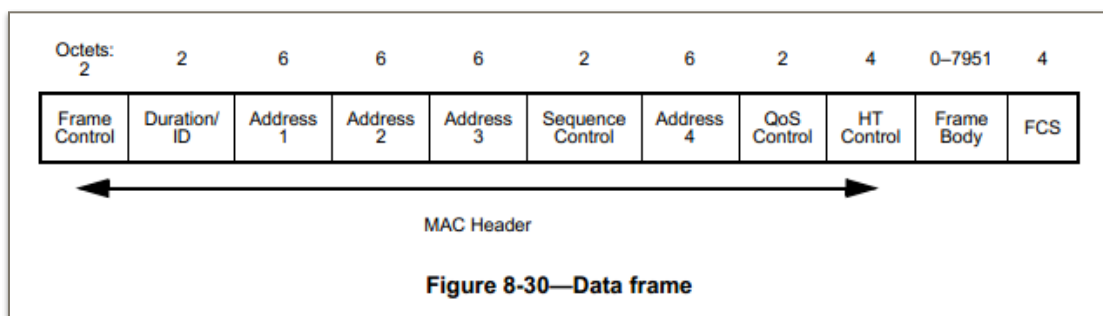 Octets:
2 2 6 6 6 2 6 2 4 0–7951 4
Frame Duration/ Address Address Address Sequence Address QoS HT Frame FCS
Control ID 1 2 3 Control 4 Control Control Body
MAC Header
Figure 8-30—Data frame